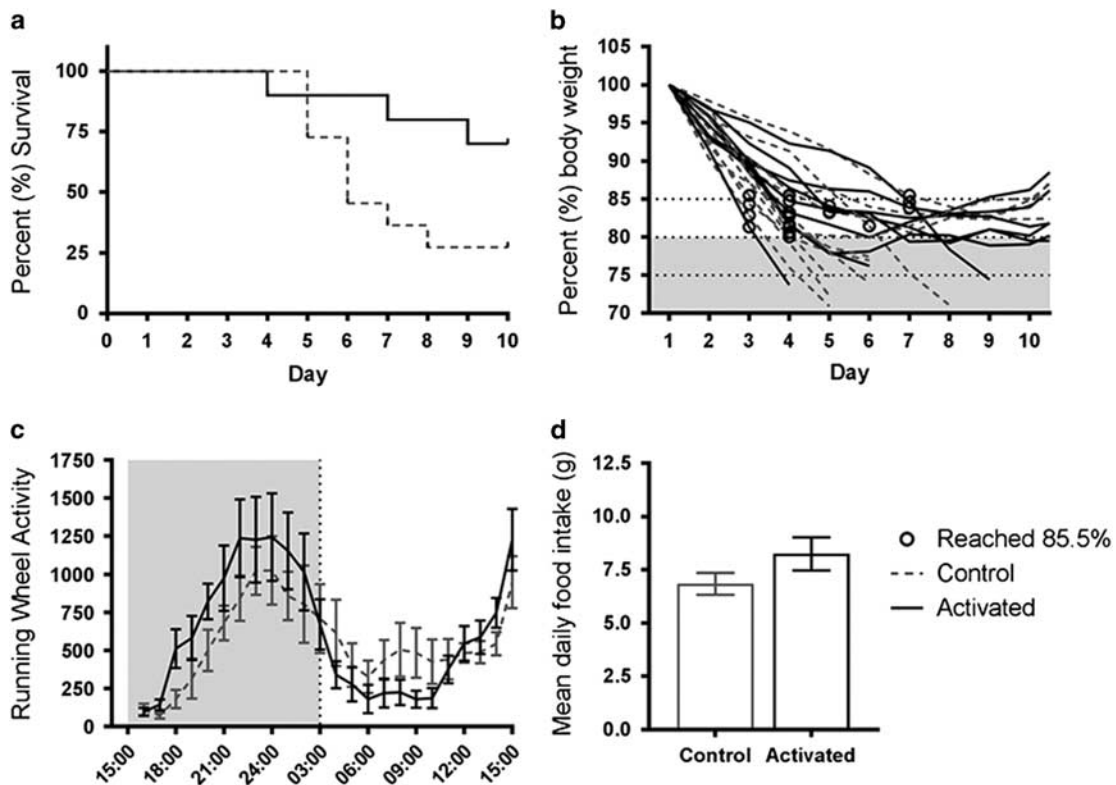 a
Percent (%) Survival
100
75
50
25
0
0 1 2 3 4 5 6 7 8 9 10
Day
b
Percent (%) body weight
105
100
95
90
85
80
75
70
1 2 3 4 5 6 7 8 9 10
Day
c
Running Wheel Activity
1750
1500
1250
1000
750
500
250
0
15:00 18:00 21:00 24:00 03:00 06:00 09:00 12:00 15:00
d
Mean daily food intake (g)
12.5
10.0
7.5
5.0
2.5
0.0
Control Activated
Reached 85.5%
Control
Activated